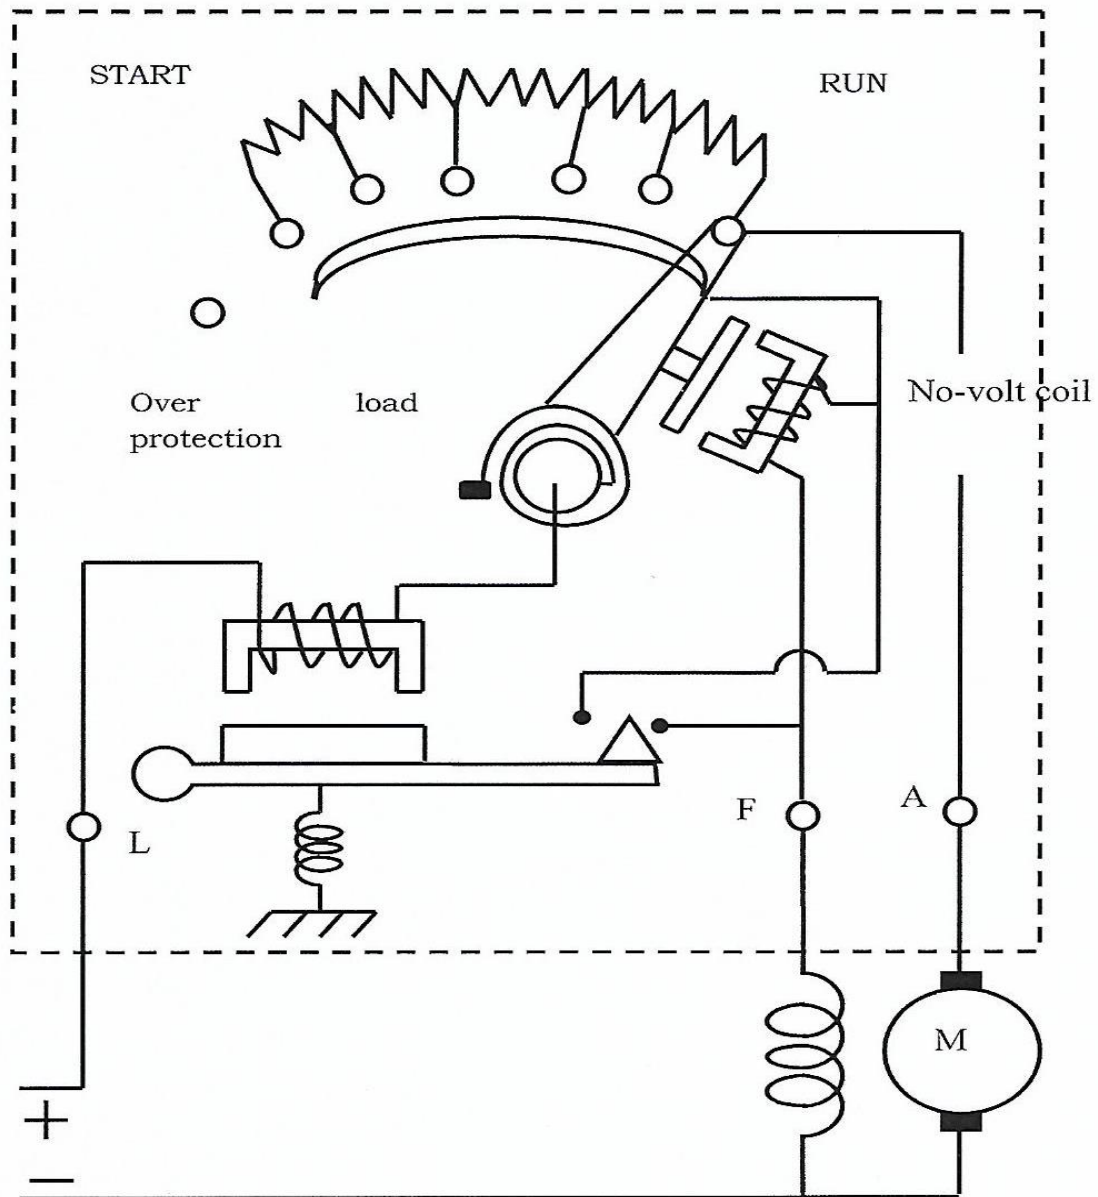 START
RUN
Over load
protection
No-volt coil
L
F
A
M
+
−